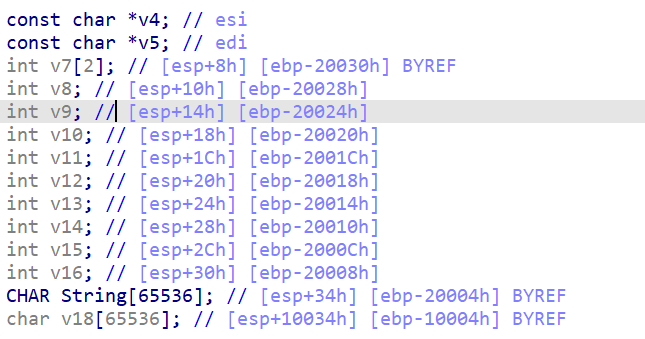 const char *v4; // esi
const char *v5; // edi
int v7[2]; // [esp+8h] [ebp-20030h] BYREF
int v8; // [esp+10h] [ebp-20028h]
int v9; // [esp+14h] [ebp-20024h]
int v10; // [esp+18h] [ebp-20020h]
int v11; // [esp+1Ch] [ebp-2001Ch]
int v12; // [esp+20h] [ebp-20018h]
int v13; // [esp+24h] [ebp-20014h]
int v14; // [esp+28h] [ebp-20010h]
int v15; // [esp+2Ch] [ebp-2000Ch]
int v16; // [esp+30h] [ebp-20008h]
CHAR String[65536]; // [esp+34h] [ebp-20004h] BYREF
char v18[65536]; // [esp+10034h] [ebp-10004h] BYREF